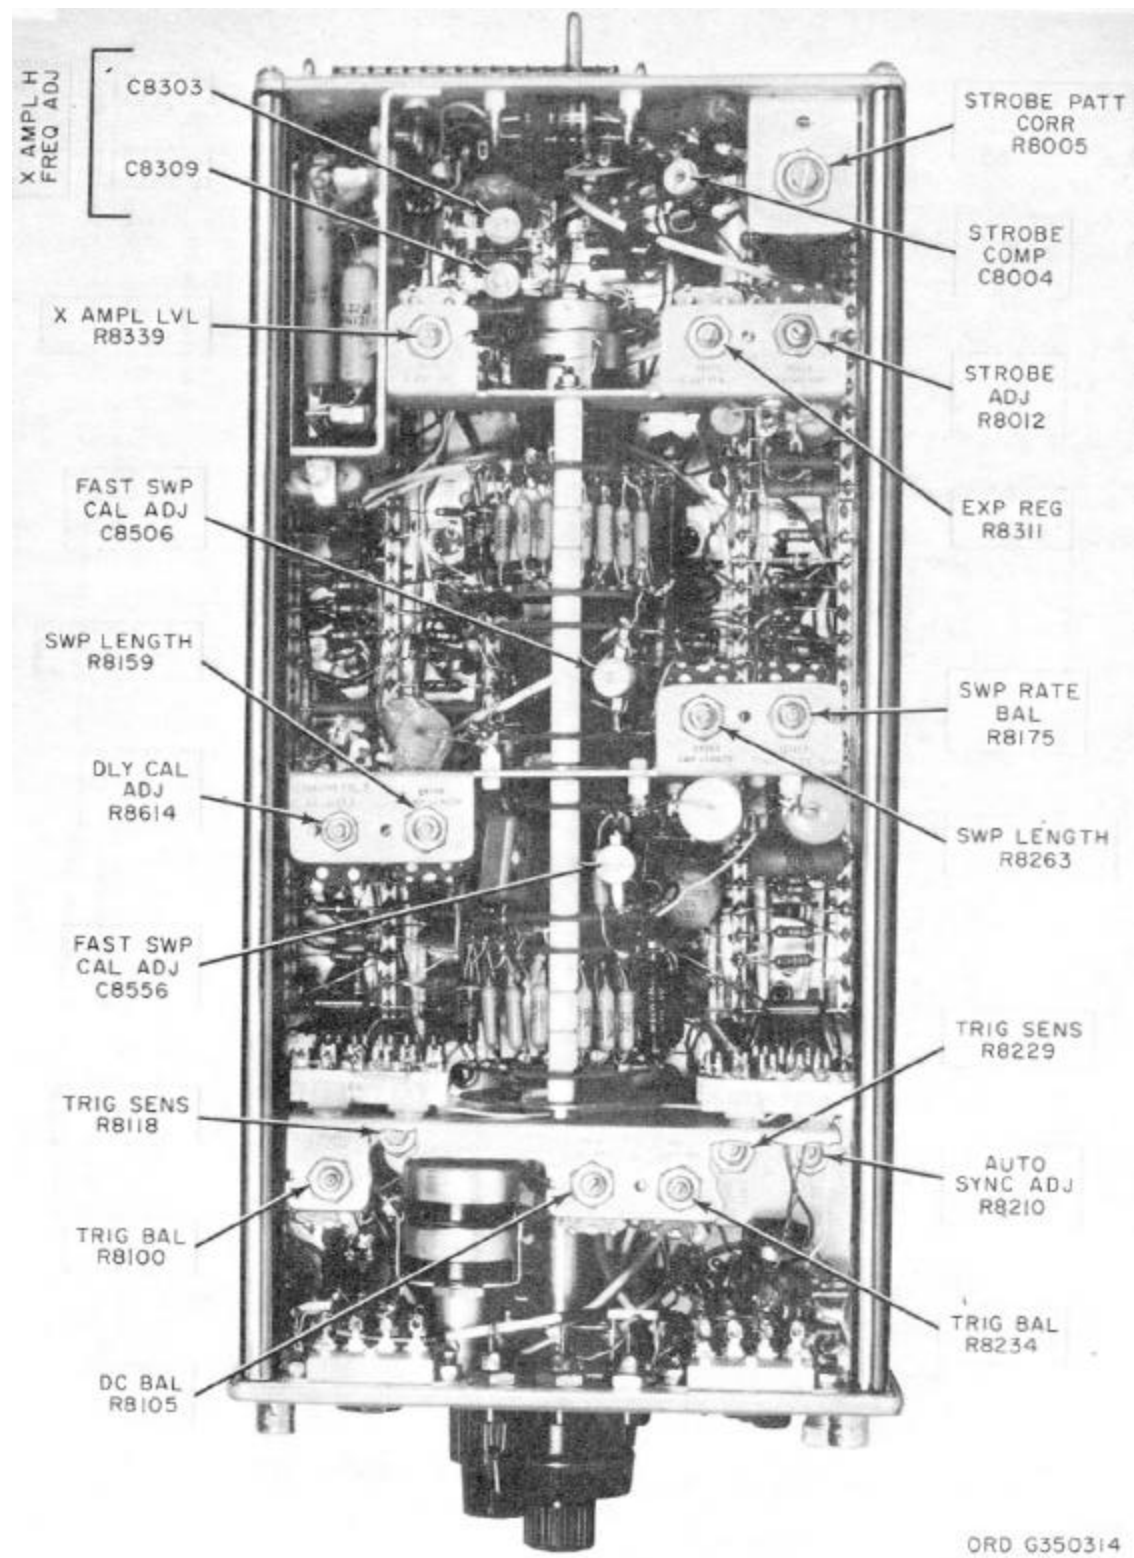 X AMPL H
FREQ ADJ
C8303
C8309
X AMPL LVL
R8339
FAST SWP
CAL ADJ
C8506
SWP LENGTH
R8159
DLY CAL
ADJ
R8614
FAST SWP
CAL ADJ
C8556
TRIG SENS
R8118
TRIG BAL
R8100
DC BAL
R8105
STROBE PATT
CORR
R8005
STROBE
COMP
C8004
STROBE
ADJ
R8012
EXP REG
R8311
SWP RATE
BAL
R8175
SWP LENGTH
R8263
TRIG SENS
R8229
AUTO
SYNC ADJ
R8210
TRIG BAL
R8234
ORD G350314